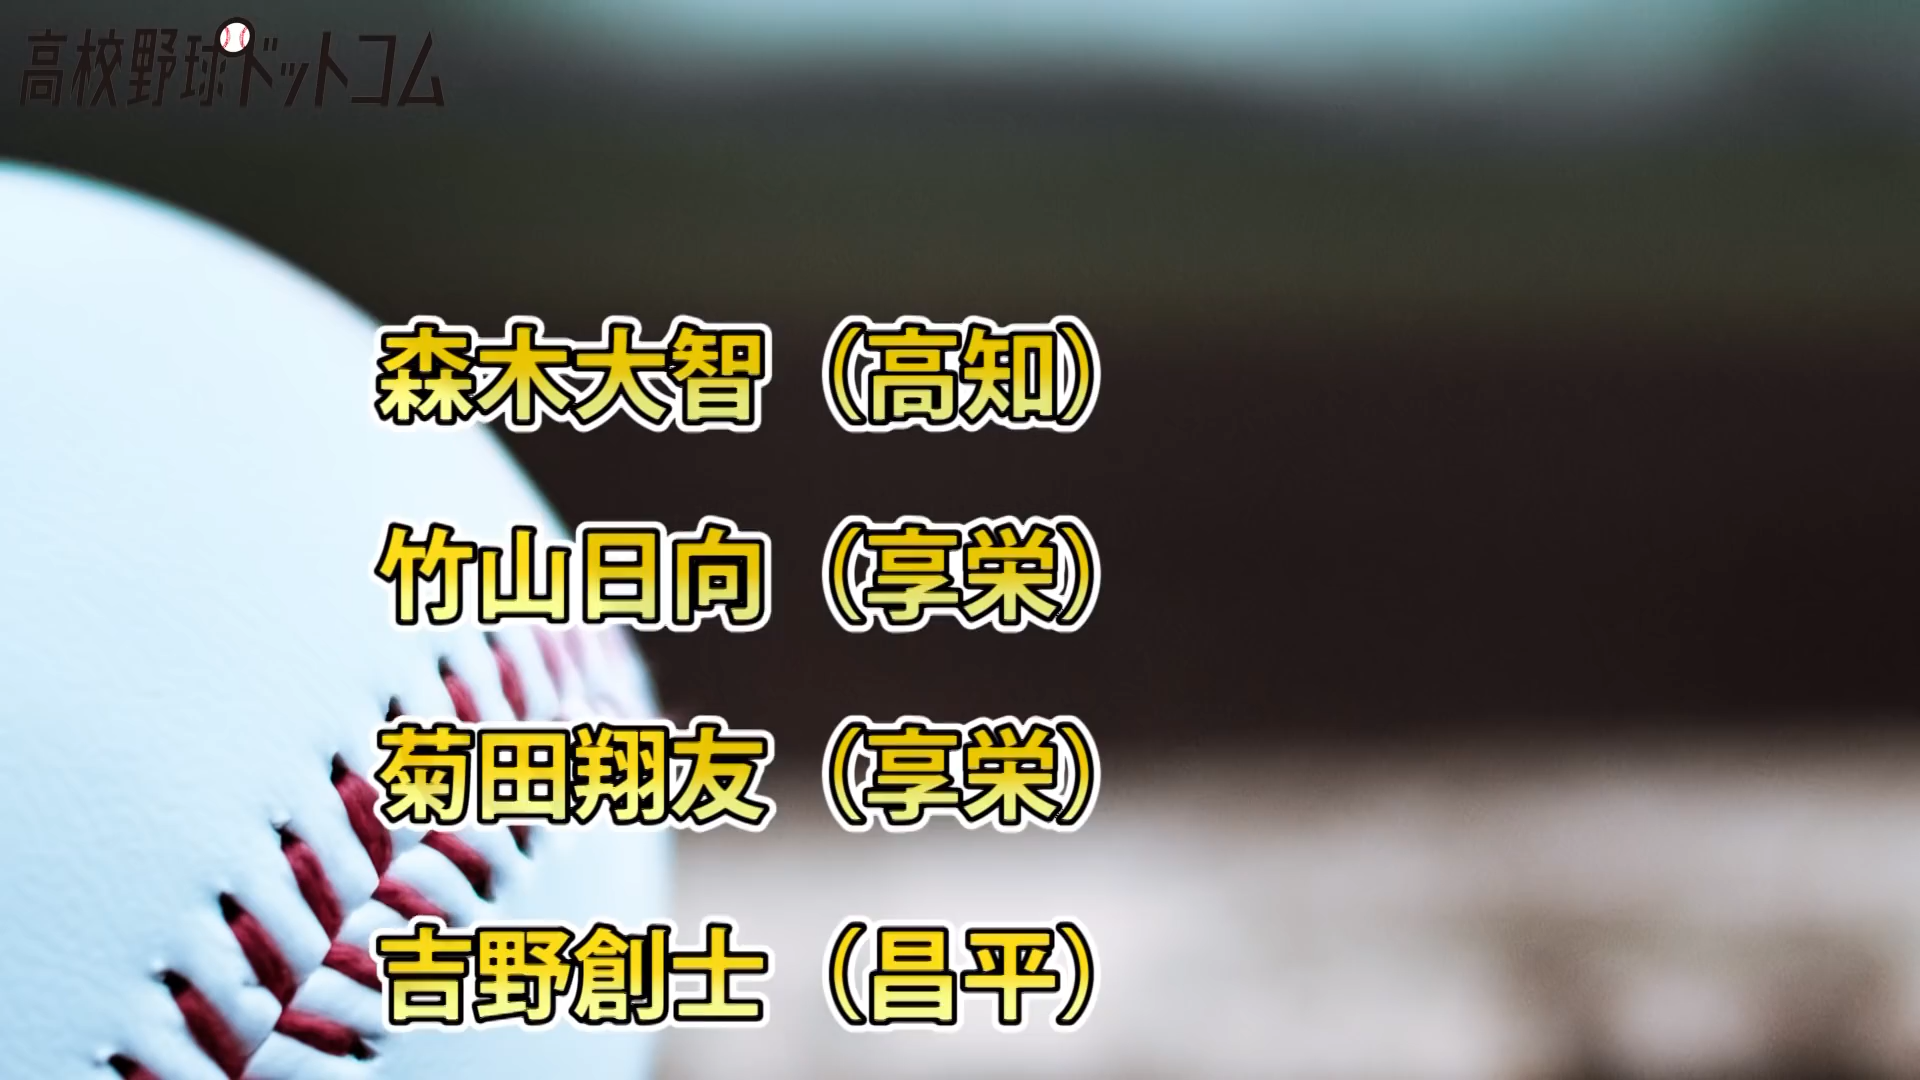 高校野球ドットコム
森木大智（高知）
竹山日向（享栄）
菊田翔友（享栄）
吉野創士（昌平）